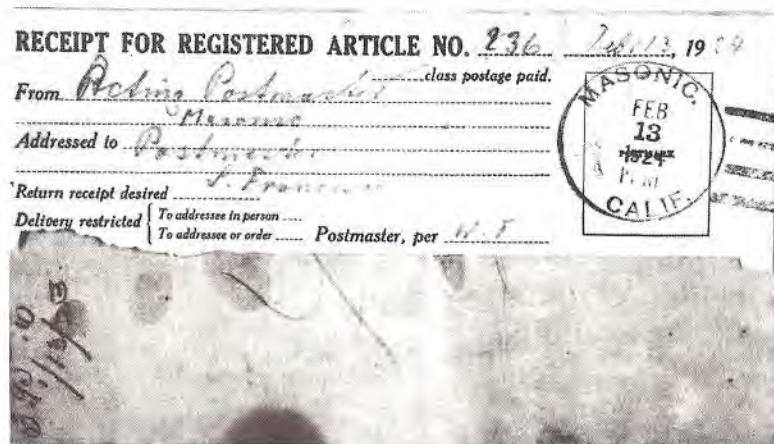 RECEIPT FOR REGISTERED ARTICLE NO. 236 Feb. 13, 1924
class postage paid.
From Acting Postmaster
Masonic
Addressed to Postmaster
S. Francisco
Return receipt desired
Delivery restricted { To addressee in person
To addressee or order
Postmaster, per W.F
MASONIC,
FEB
13
1924
CALIF.